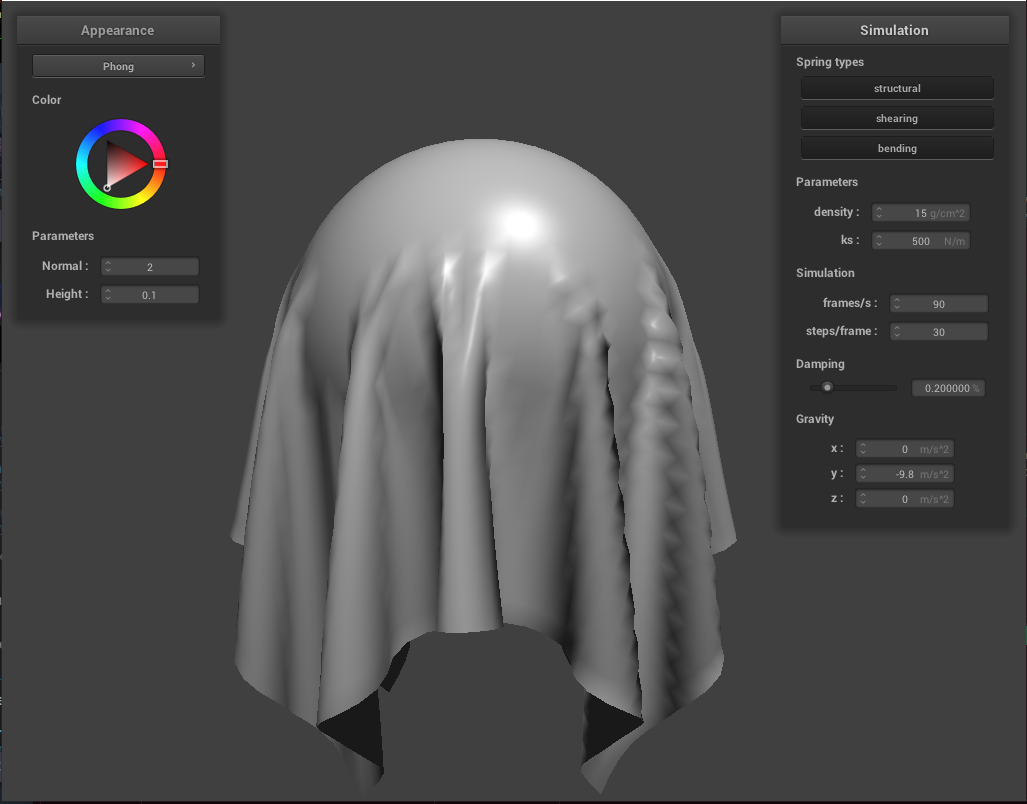 Appearance
Phong
Color
Parameters
Normal : 2
Height : 0.1
Simulation
Spring types
structural
shearing
bending
Parameters
density : 15 g/cm^2
ks : 500 N/m
Simulation
frames/s : 90
steps/frame : 30
Damping
0.200000 %
Gravity
x : 0 m/s^2
y : -9.8 m/s^2
z : 0 m/s^2